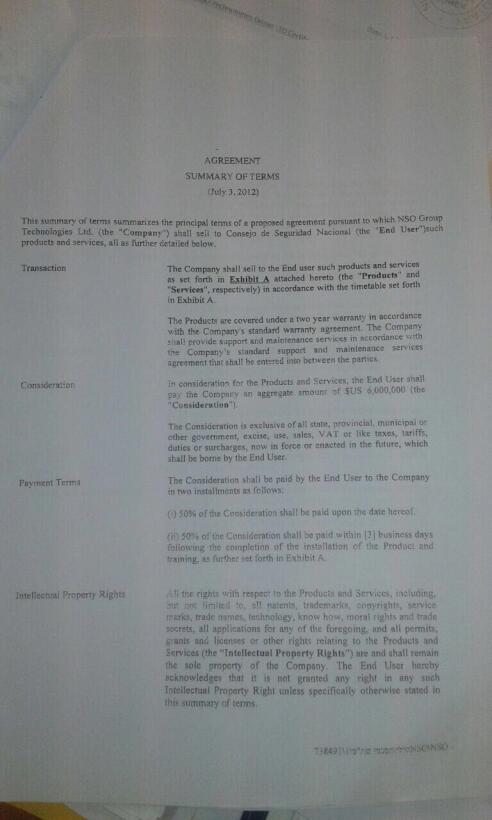 AGREEMENT
SUMMARY OF TERMS
(July 3, 2012)
This summary of terms summarizes the principal terms of a proposed agreement pursuant to which NSO Group
Technologies Ltd. (the "Company") shall sell to Consejo de Seguridad Nacional (the "End User")such
products and services, all as further detailed below.
Transaction
The Company shall sell to the End user such products and services
as set forth in Exhibit A attached hereto (the "Products" and
"Services", respectively) in accordance with the timetable set forth
in Exhibit A.
The Products are covered under a two year warranty in accordance
with the Company's standard warranty agreement. The Company
shall provide support and maintenance services in accordance with
the Company's standard support and maintenance services
agreement that shall be entered into between the parties.
Consideration
In consideration for the Products and Services, the End User shall
pay the Company an aggregate amount of $US 6,000,000 (the
"Consideration").
The Consideration is exclusive of all state, provincial, municipal or
other government, excise, use, sales, VAT or like taxes, tariffs,
duties or surcharges, now in force or enacted in the future, which
shall be borne by the End User.
Payment Terms
The Consideration shall be paid by the End User to the Company
in two installments as follows:
(i) 50% of the Consideration shall be paid upon the date hereof.
(ii) 50% of the Consideration shall be paid within [3] business days
following the completion of the installation of the Product and
training, as further set forth in Exhibit A.
Intellectual Property Rights
All the rights with respect to the Products and Services, including,
but not limited to, all patents, trademarks, copyrights, service
marks, trade names, technology, know how, moral rights and trade
secrets, all applications for any of the foregoing, and all permits,
grants and licenses or other rights relating to the Products and
Services (the "Intellectual Property Rights") are and shall remain
the sole property of the Company. The End User hereby
acknowledges that it is not granted any right in any such
Intellectual Property Right unless specifically otherwise stated in
this summary of terms.